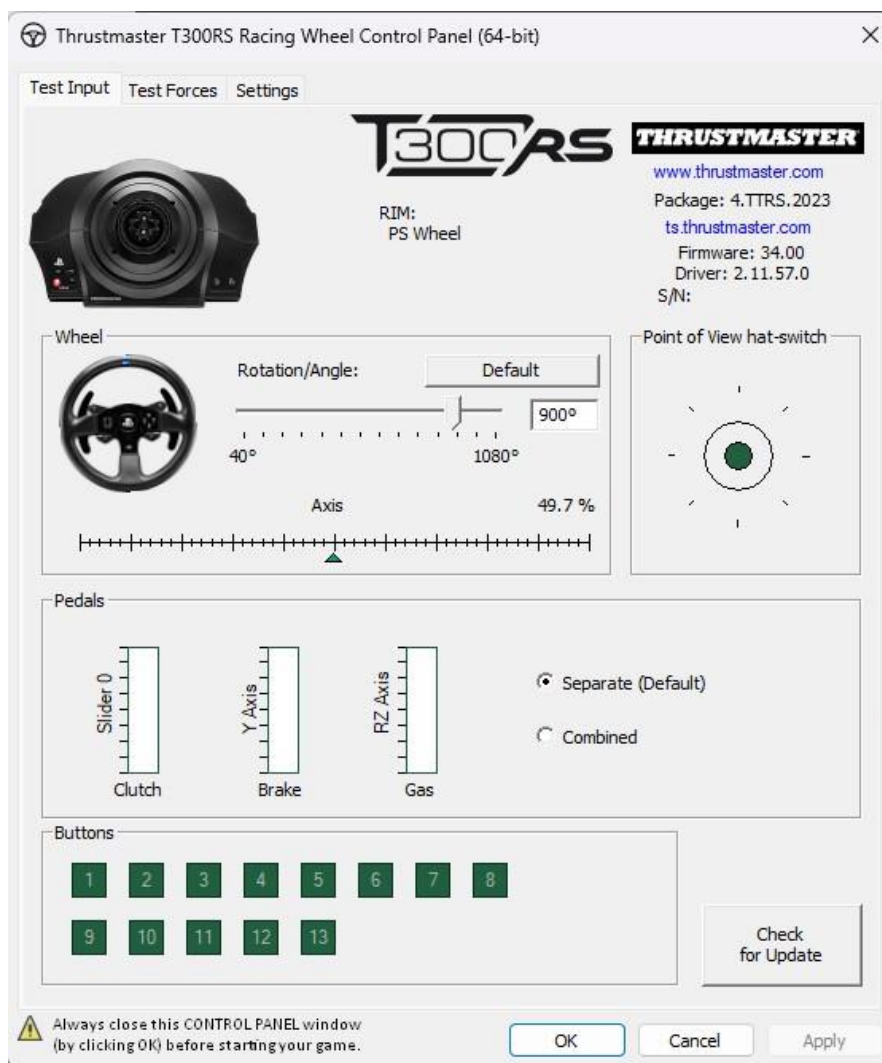 Thrustmaster T300RS Racing Wheel Control Panel (64-bit)
Test Input Test Forces Settings
T300RS
THRUSTMASTER
www.thrustmaster.com
RIM:
PS Wheel
Package: 4.TTRS.2023
ts.thrustmaster.com
Firmware: 34.00
Driver: 2.11.57.0
S/N:
Wheel
Rotation/Angle: Default
900°
40° 1080°
Axis 49.7 %
Point of View hat-switch
Pedals
Slider 0
Clutch
Y Axis
Brake
RZ Axis
Gas
Separate (Default)
Combined
Buttons
1 2 3 4 5 6 7 8
9 10 11 12 13
Check
for Update
Always close this CONTROL PANEL window
(by clicking OK) before starting your game.
OK Cancel Apply